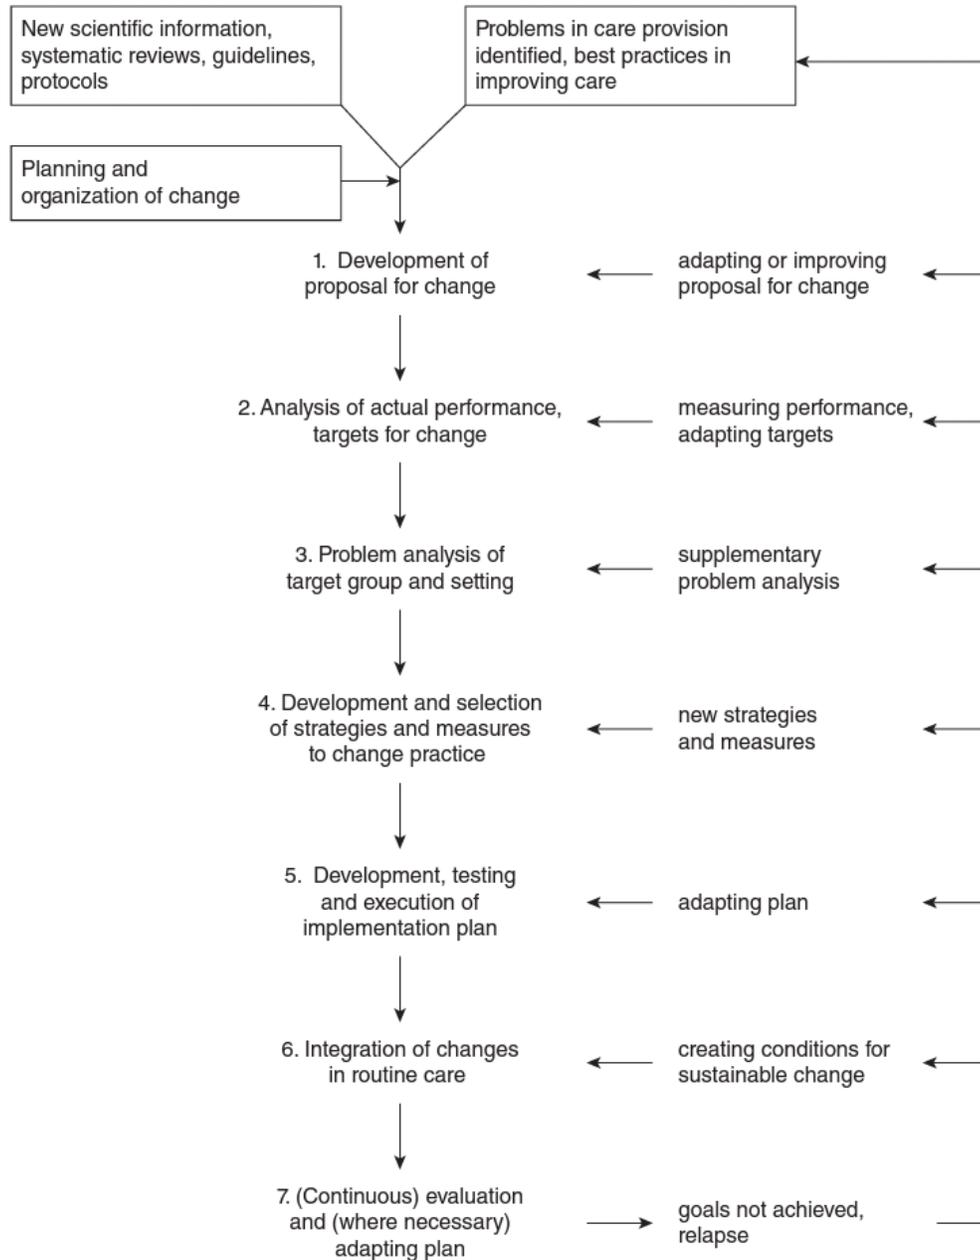 New scientific information,
systematic reviews, guidelines,
protocols
Problems in care provision
identified, best practices in
improving care
Planning and
organization of change
1. Development of
proposal for change
adapting or improving
proposal for change
2. Analysis of actual performance,
targets for change
measuring performance,
adapting targets
3. Problem analysis of
target group and setting
supplementary
problem analysis
4. Development and selection
of strategies and measures
to change practice
new strategies
and measures
5. Development, testing
and execution of
implementation plan
adapting plan
6. Integration of changes
in routine care
creating conditions for
sustainable change
7. (Continuous) evaluation
and (where necessary)
adapting plan
goals not achieved,
relapse